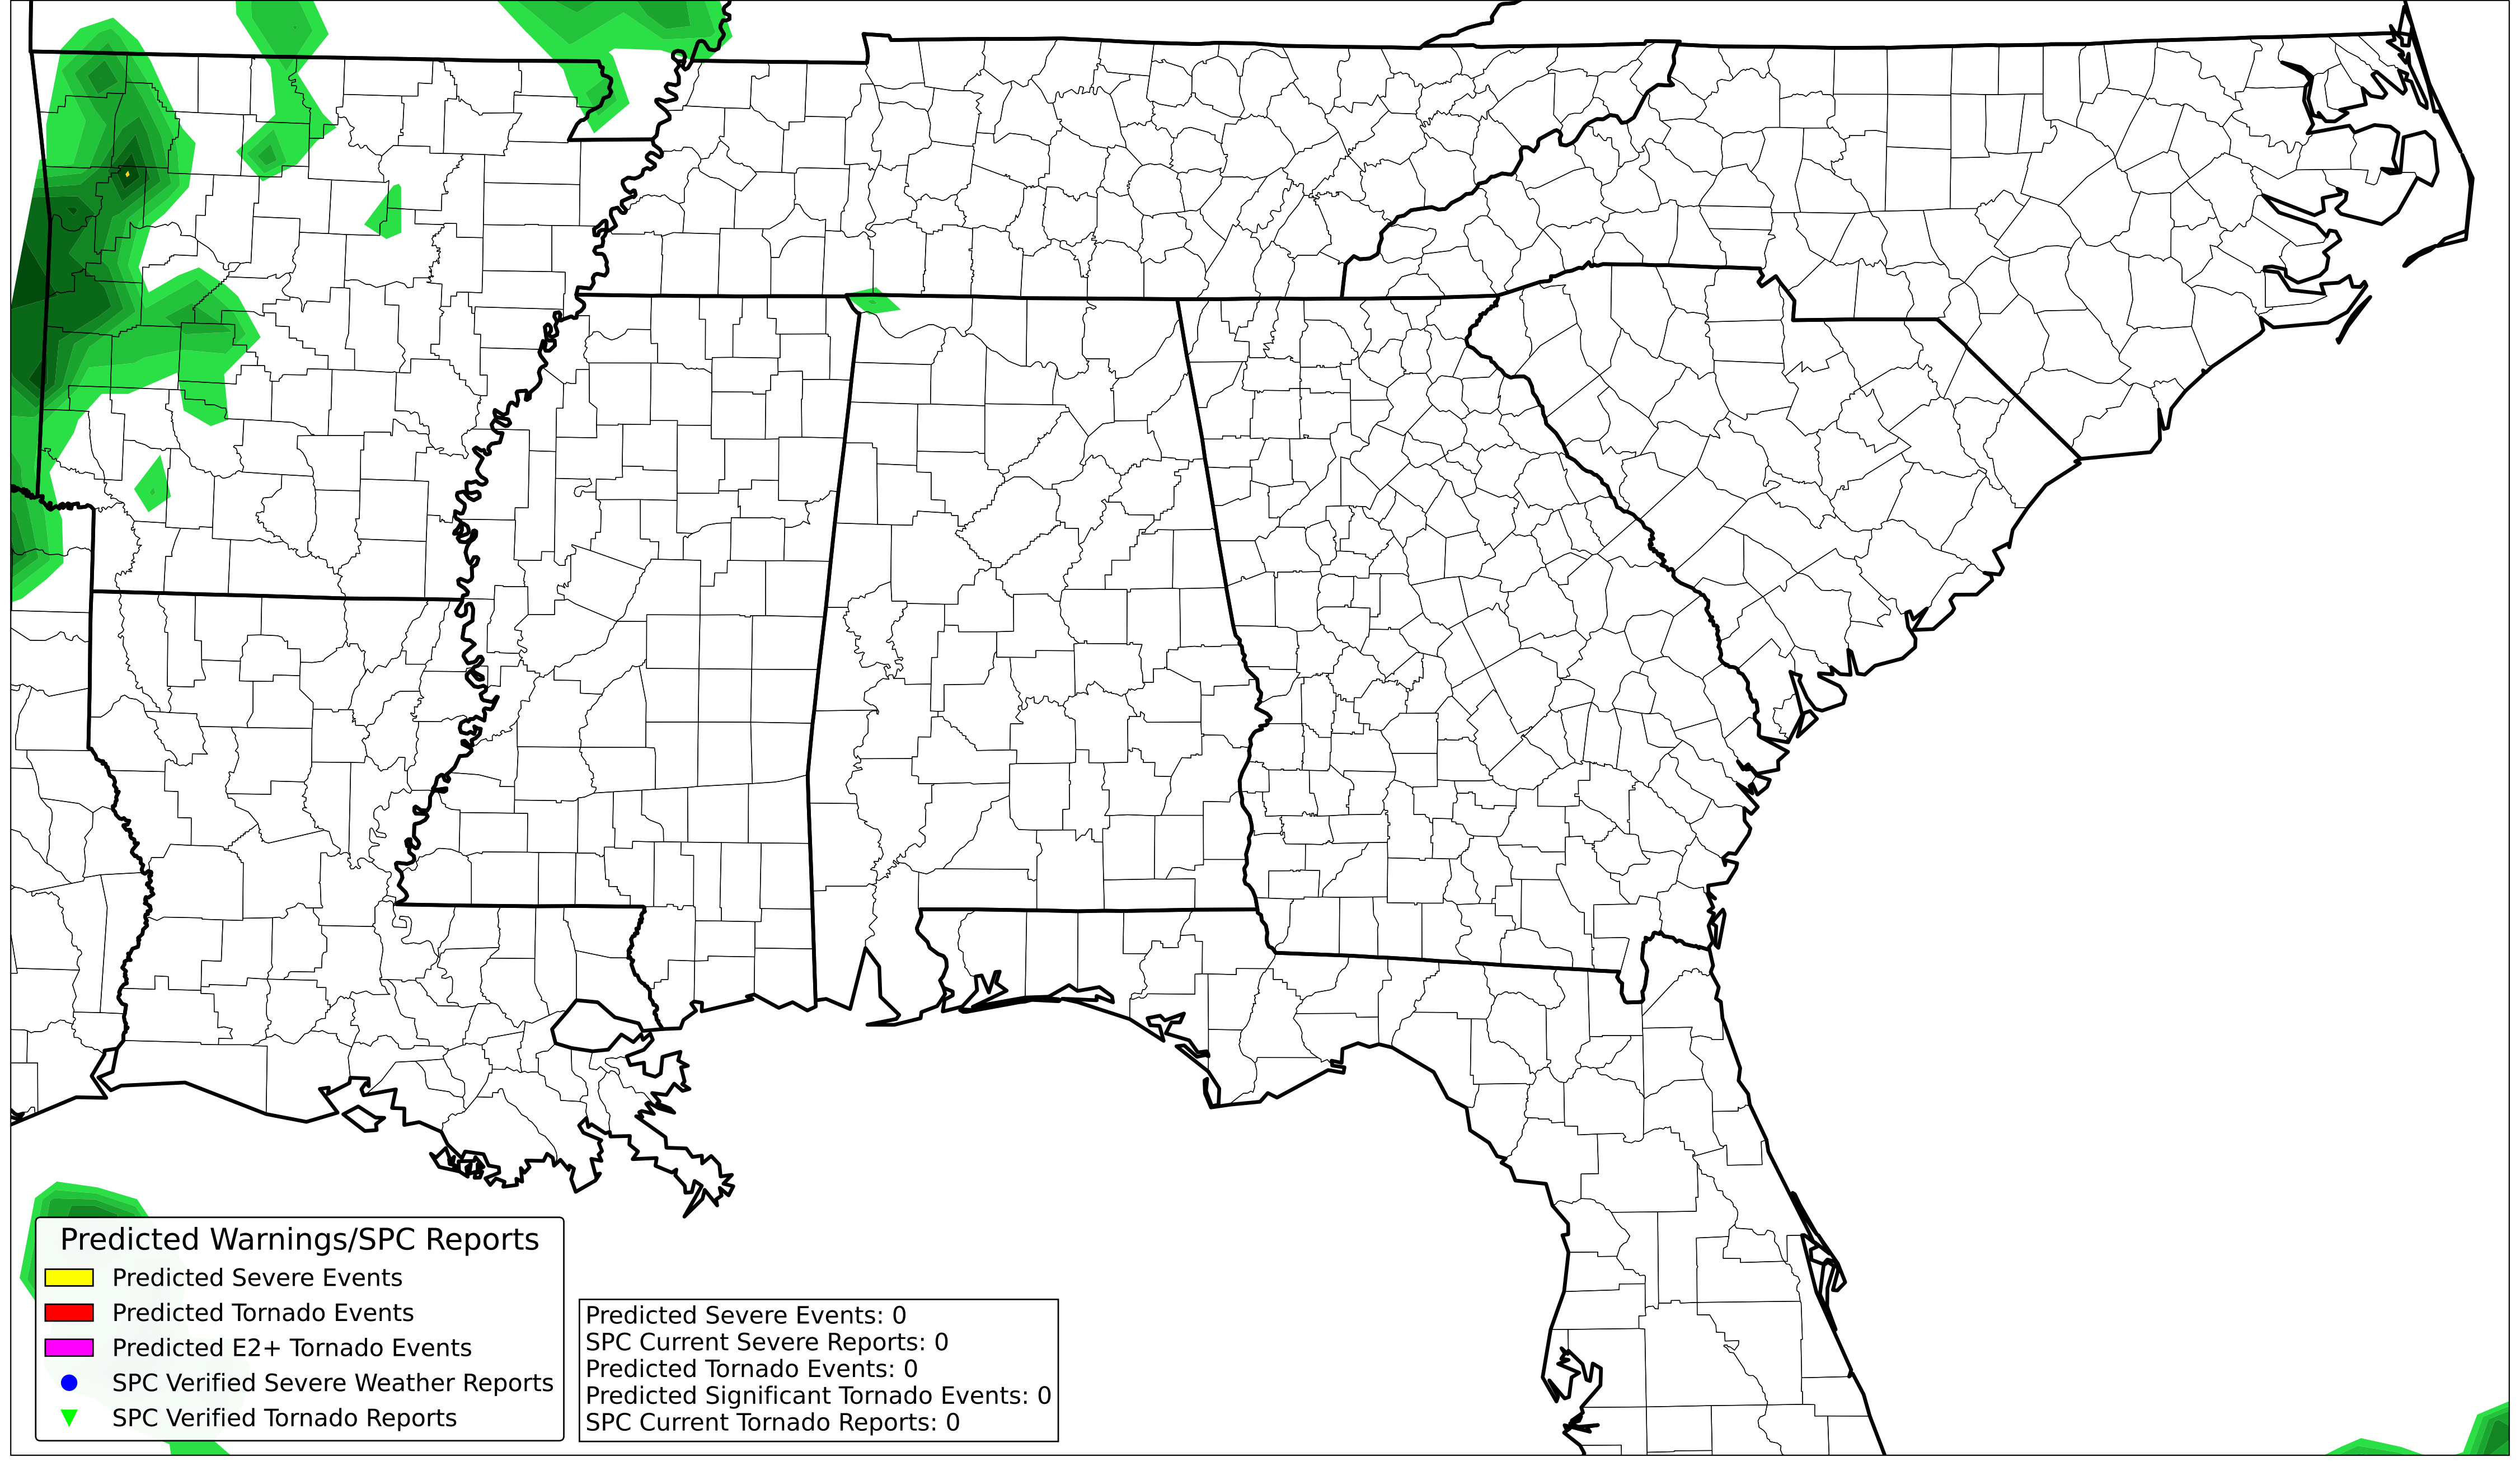 Predicted Warnings/SPC Reports
Predicted Severe Events
Predicted Tornado Events
Predicted E2+ Tornado Events
SPC Verified Severe Weather Reports
SPC Verified Tornado Reports
Predicted Severe Events: 0
SPC Current Severe Reports: 0
Predicted Tornado Events: 0
Predicted Significant Tornado Events: 0
SPC Current Tornado Reports: 0